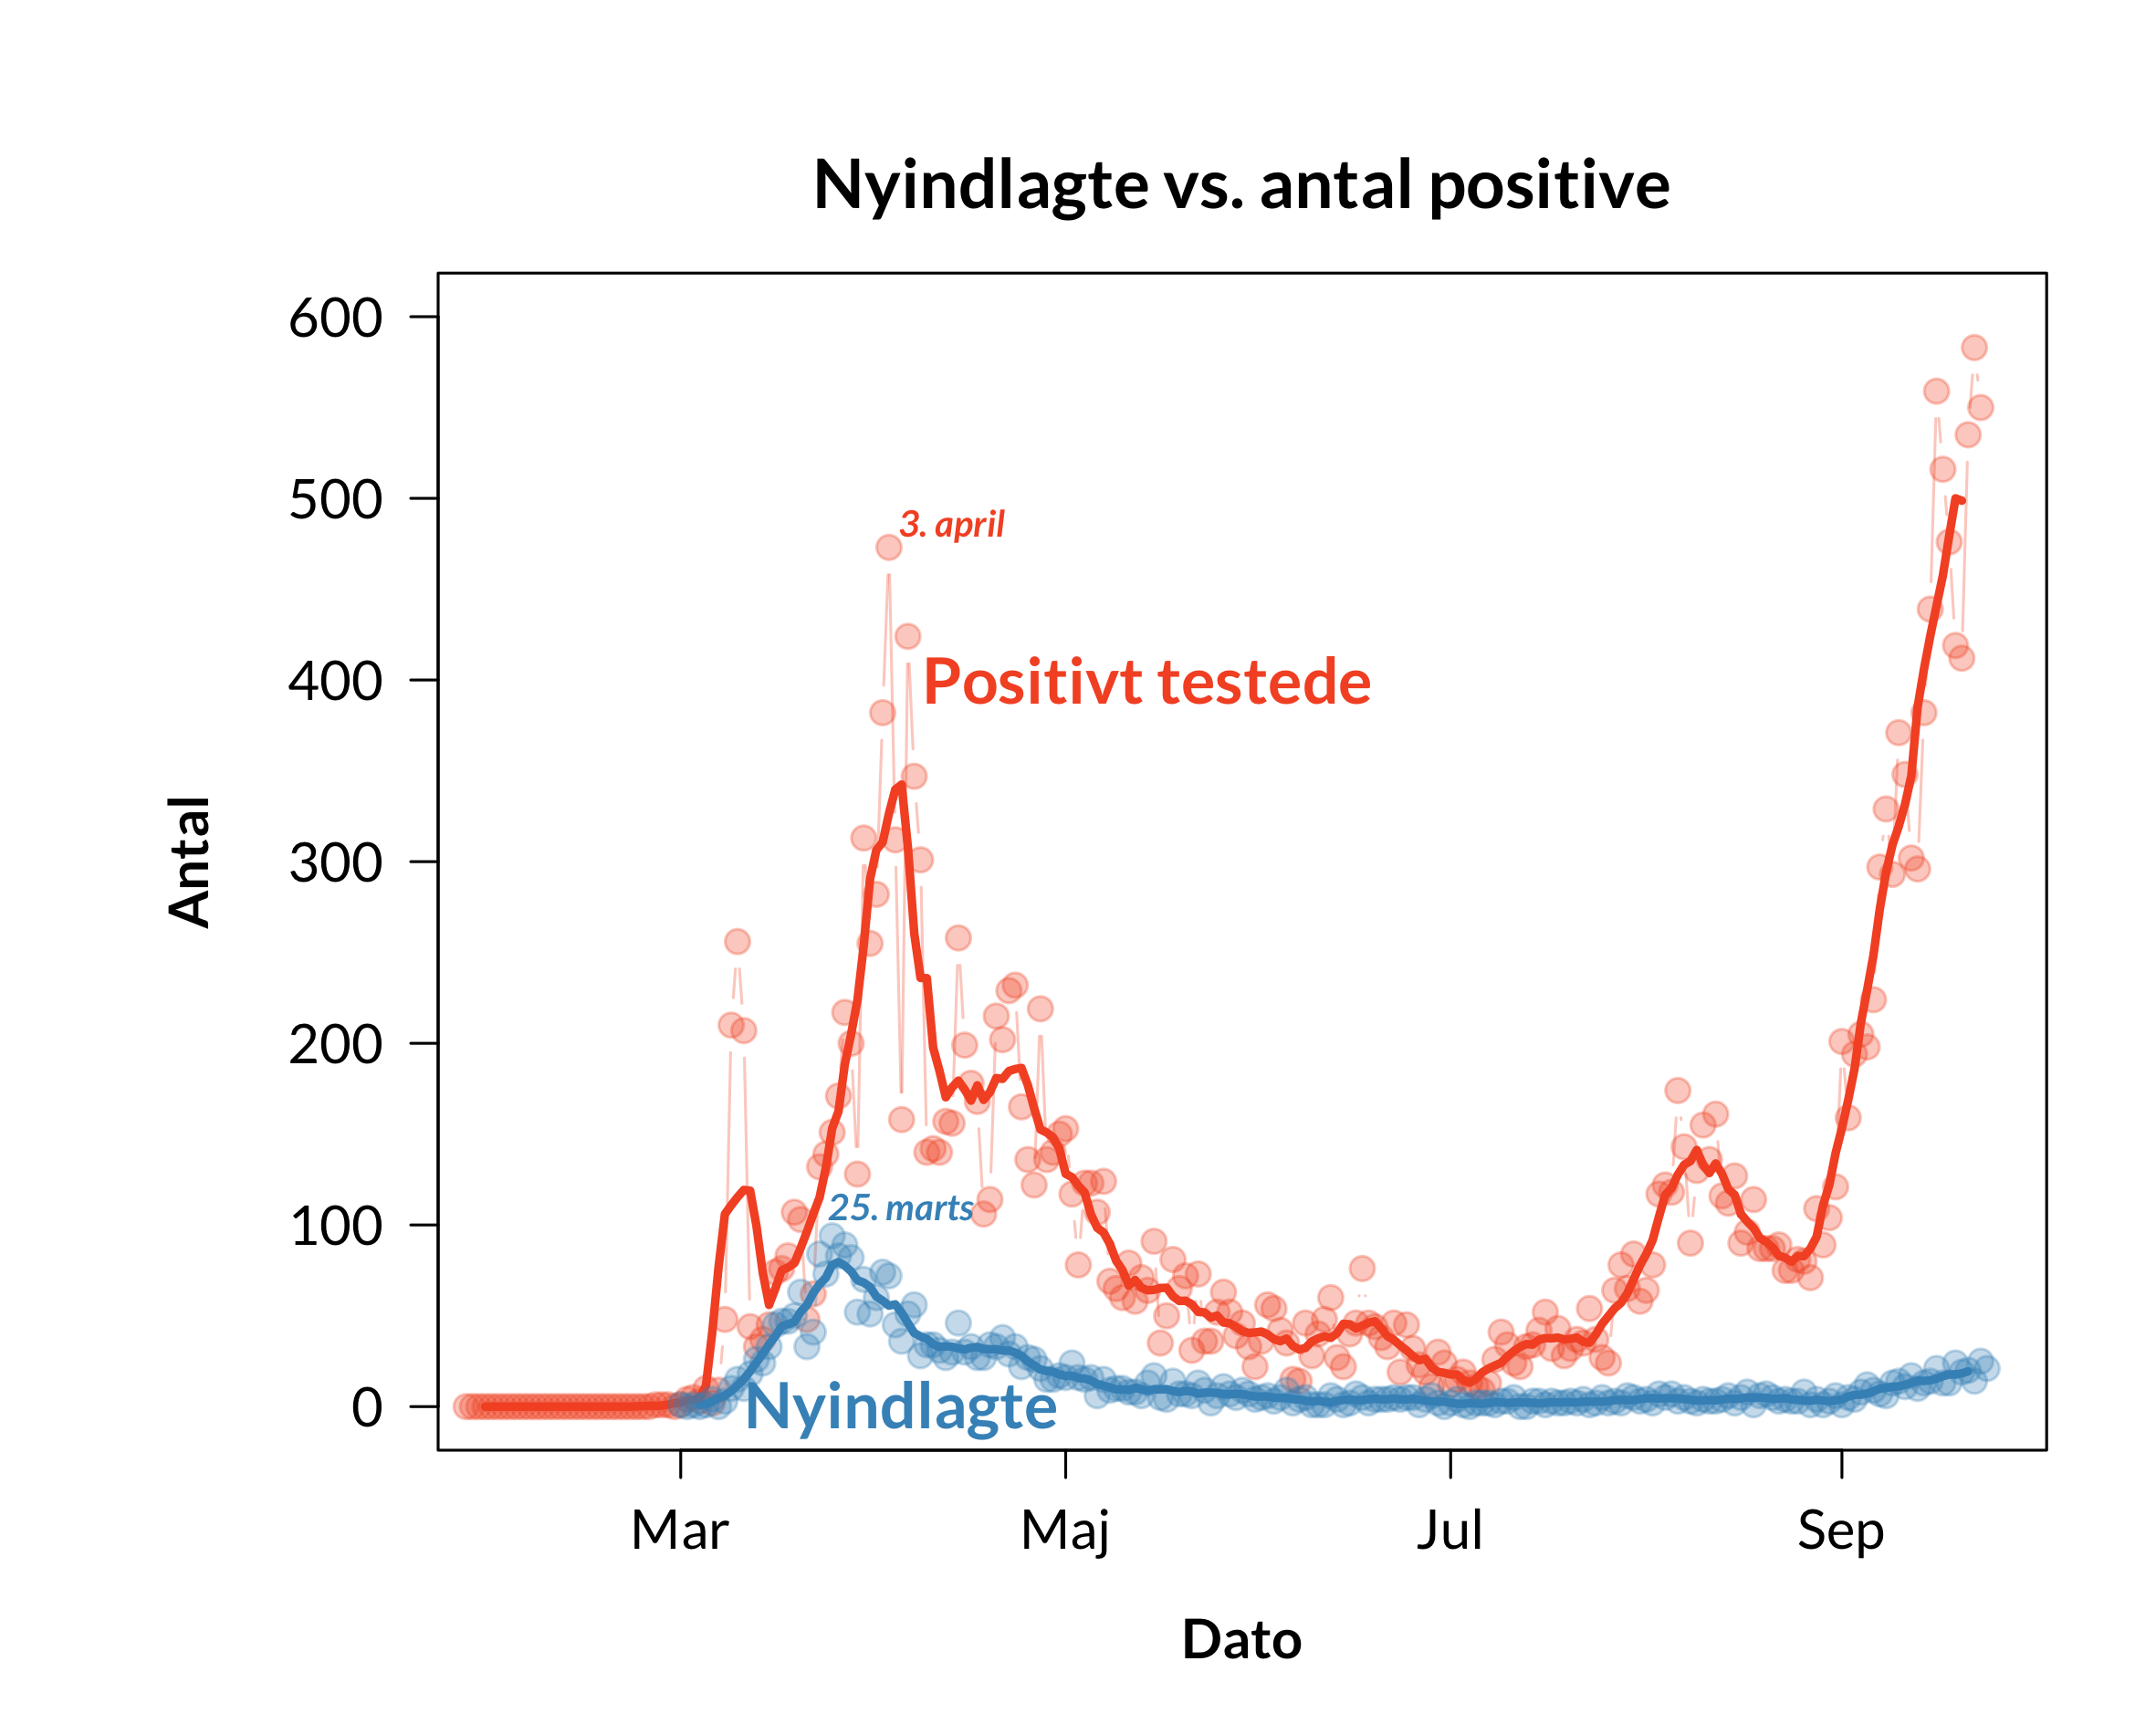 Nyindlagte vs. antal positive
600
500
400
300
200
100
0
Antal
3. april
Positivt testede
25. marts
Nyindlagte
Mar
Maj
Jul
Sep
Dato